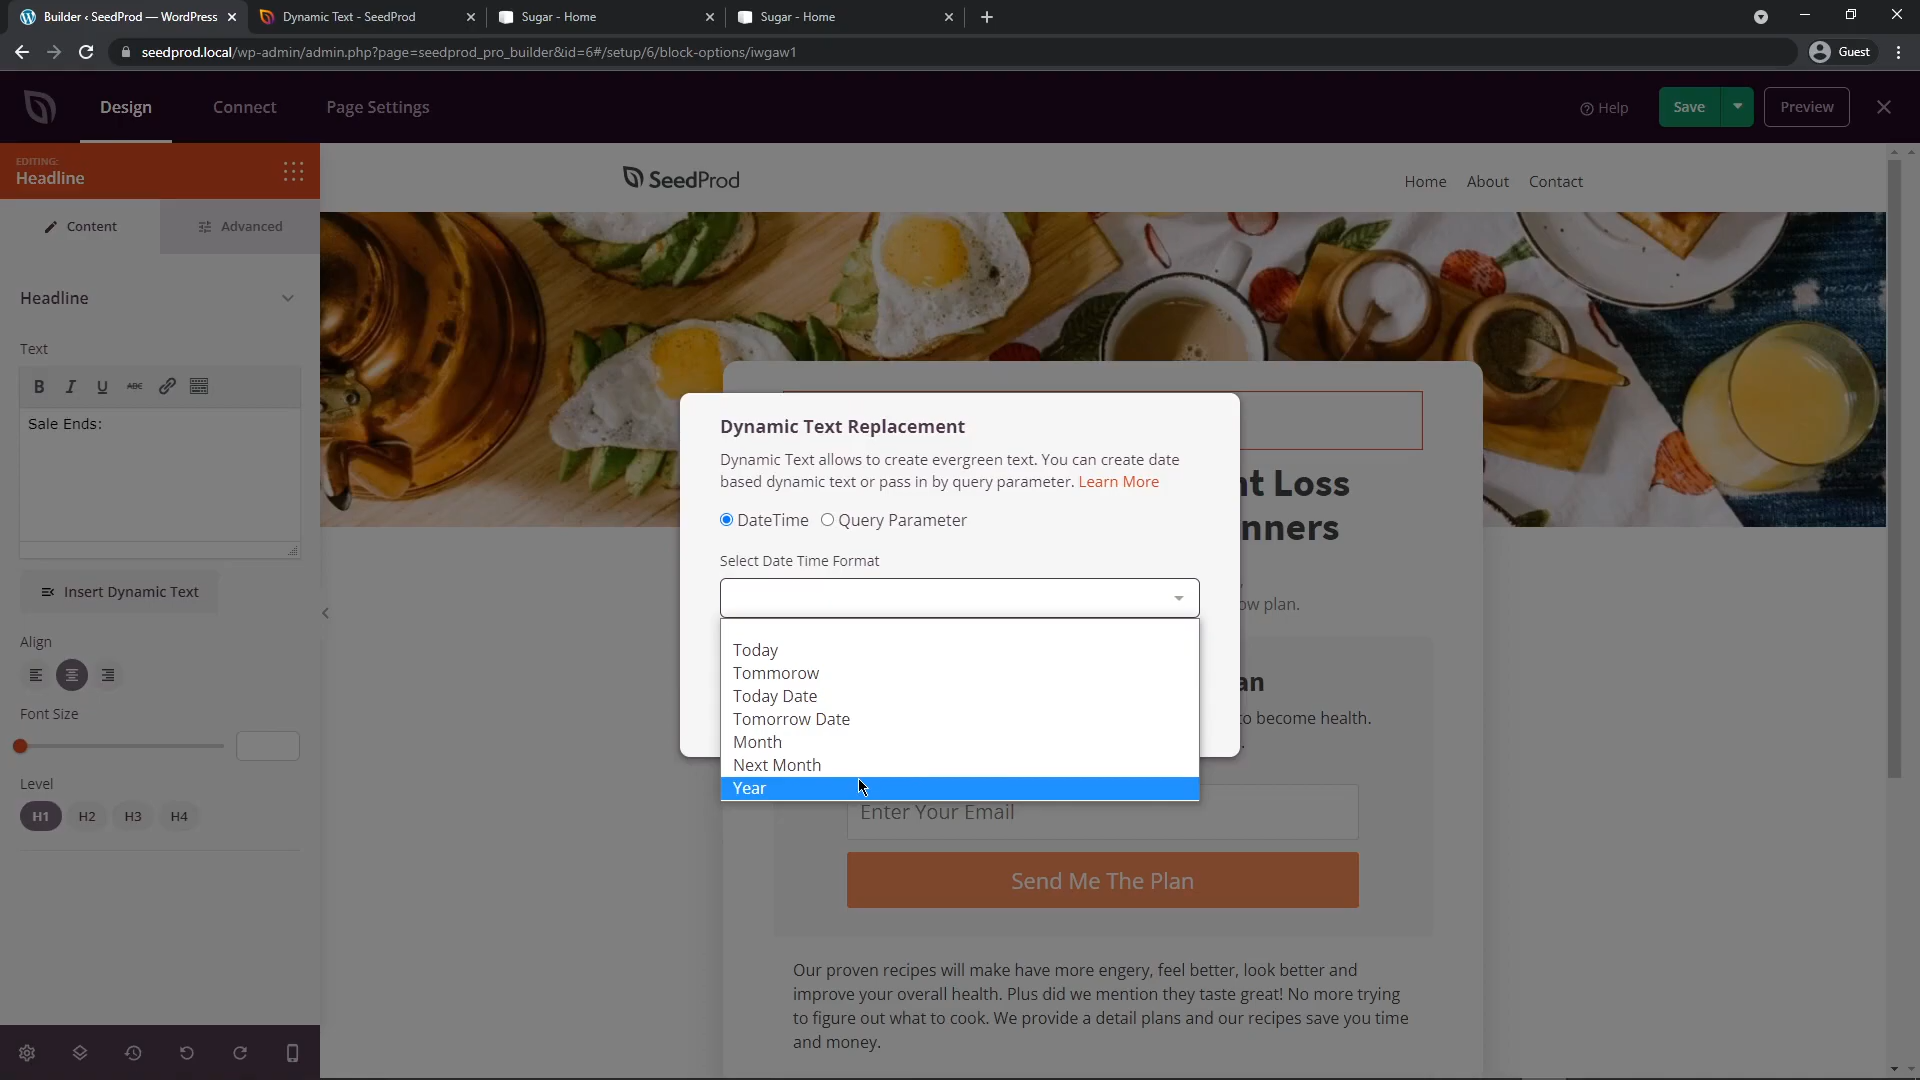 Builder ‹ SeedProd — WordPress
Dynamic Text - SeedProd
Sugar - Home
Sugar - Home
seedprod.local/wp-admin/admin.php?page=seedprod_pro_builder&id=6#/setup/6/block-options/iwgaw1
Guest
Design
Connect
Page Settings
Help
Save
Preview
EDITING:
Headline
Content
Advanced
Headline
Text
B I U ABC
Sale Ends:
Insert Dynamic Text
Align
Font Size
Level
H1 H2 H3 H4
SeedProd
Home About Contact
Dynamic Text Replacement
Dynamic Text allows to create evergreen text. You can create date
based dynamic text or pass in by query parameter. Learn More
DateTime Query Parameter
Select Date Time Format
Today
Tommorow
Today Date
Tomorrow Date
Month
Next Month
Year
nt Loss
nners
ow plan.
an
to become health.
Enter Your Email
Send Me The Plan
Our proven recipes will make have more engery, feel better, look better and
improve your overall health. Plus did we mention they taste great! No more trying
to figure out what to cook. We provide a detail plans and our recipes save you time
and money.